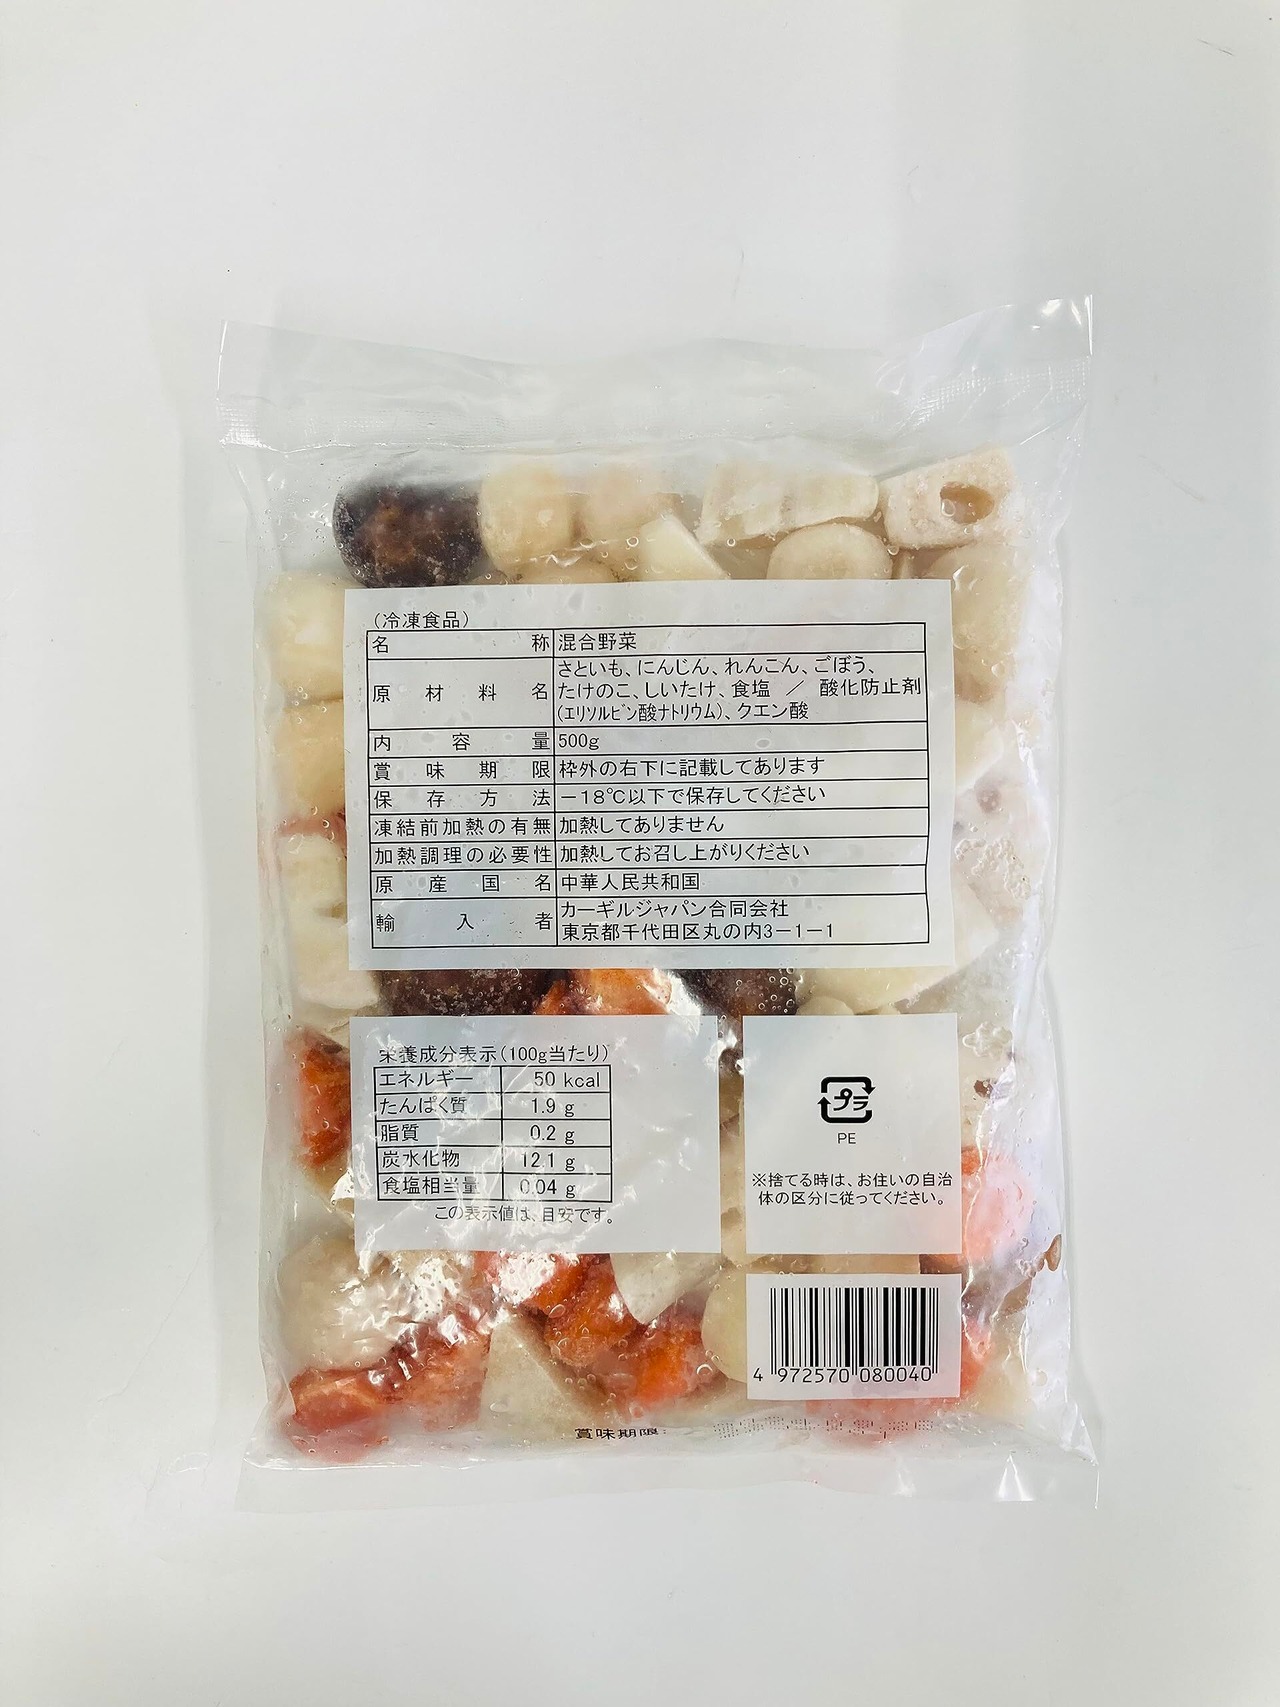 （冷凍食品）
名称 混合野菜
原材料名 さといも、にんじん、れんこん、ごぼう、
たけのこ、しいたけ、食塩 ／ 酸化防止剤
(ｴﾘｿﾙﾋﾞﾝ酸ﾅﾄﾘｳﾑ)、クエン酸
内容量 500g
賞味期限 枠外の右下に記載してあります
保存方法 －18℃以下で保存してください
凍結前加熱の有無 加熱してありません
加熱調理の必要性 加熱してお召し上がりください
原産国名 中華人民共和国
輸入者 カーギルジャパン合同会社
東京都千代田区丸の内3－1－1
栄養成分表示(100g当たり)
エネルギー 50 kcal
たんぱく質 1.9 g
脂質 0.2 g
炭水化物 12.1 g
食塩相当量 0.04 g
この表示値は、目安です。
プラ
PE
※捨てる時は、お住いの自治
体の区分に従ってください。
4 972570 080040
賞味期限: